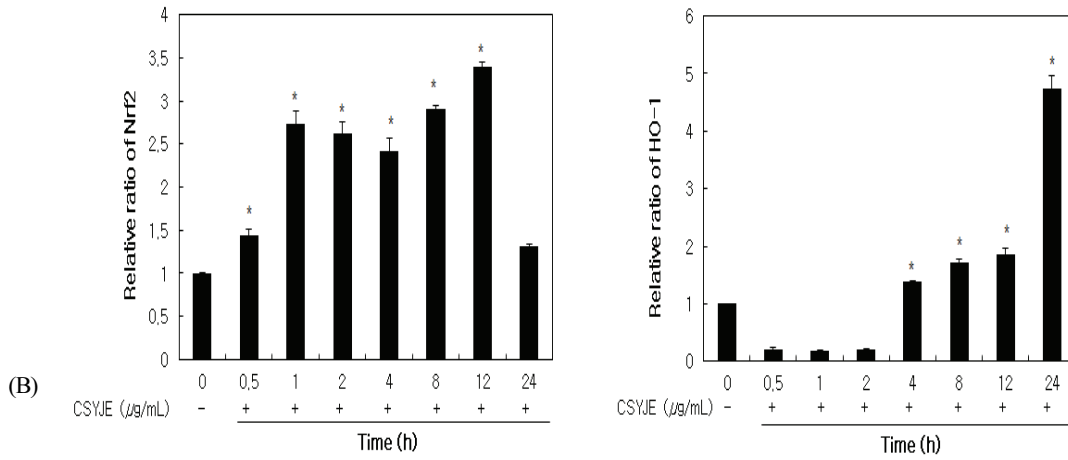 4
3,5
3
2,5
2
1,5
1
0,5
0
Relative ratio of Nrf2
* * * * * * *
0 0,5 1 2 4 8 12 24
CSYJE (㎍/mL) - + + + + + + +
Time (h)
6
5
4
3
2
1
0
Relative ratio of HO-1
* * * *
0 0,5 1 2 4 8 12 24
CSYJE (㎍/mL) - + + + + + + +
Time (h)
(B)